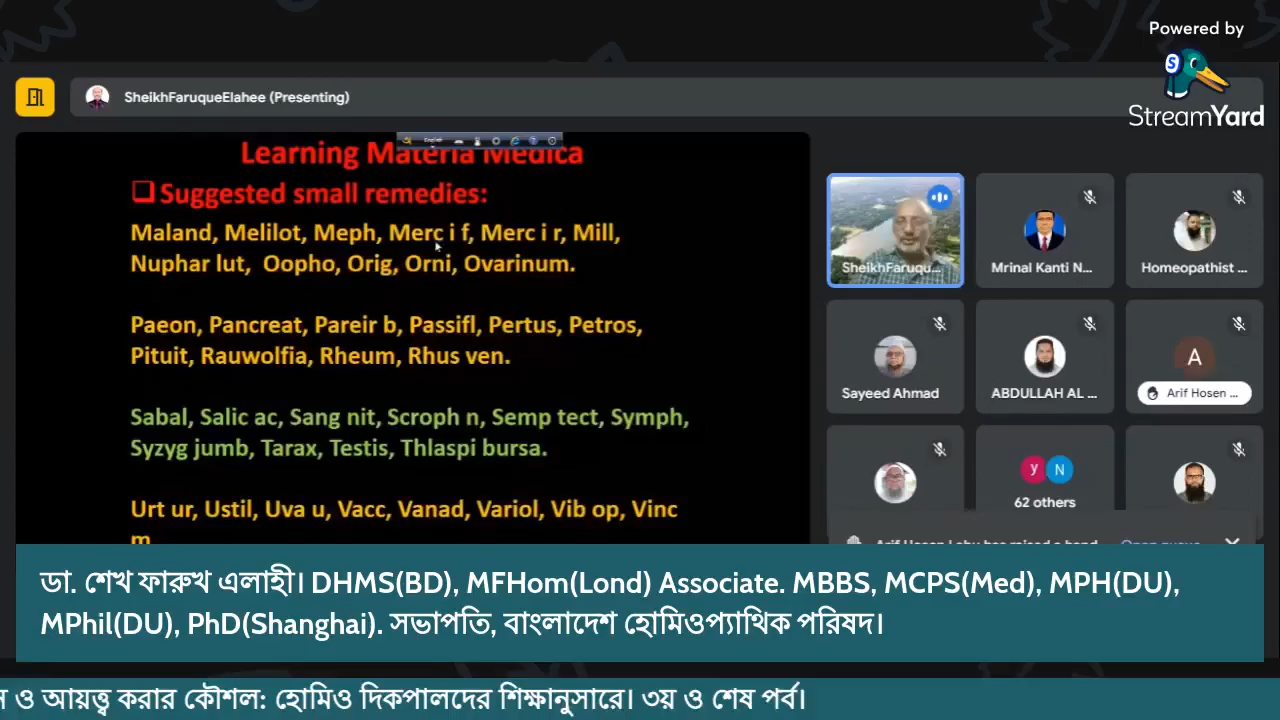 Powered by
StreamYard
SheikhFaruqueElahee (Presenting)
English
Learning Materia Medica
Suggested small remedies:
Maland, Melilot, Meph, Merc i f, Merc i r, Mill,
Nuphar lut, Oopho, Orig, Orni, Ovarinum.
Paeon, Pancreat, Pareir b, Passifl, Pertus, Petros,
Pituit, Rauwolfia, Rheum, Rhus ven.
Sabal, Salic ac, Sang nit, Scroph n, Semp tect, Symph,
Syzyg jumb, Tarax, Testis, Thlaspi bursa.
Urt ur, Ustil, Uva u, Vacc, Vanad, Variol, Vib op, Vinc
m
SheikhFaruqu...
Mrinal Kanti N...
Homeopathist ...
Sayeed Ahmad
ABDULLAH AL ...
A
Arif Hosen ...
y N
62 others
ডা. শেখ ফারুখ এলাহী। DHMS(BD), MFHom(Lond) Associate. MBBS, MCPS(Med), MPH(DU),
MPhil(DU), PhD(Shanghai). সভাপতি, বাংলাদেশ হোমিওপ্যাথিক পরিষদ।
ও আয়ত্ত্ব করার কৌশল: হোমিও দিকপালদের শিক্ষানুসারে। ৩য় ও শেষ পর্ব।